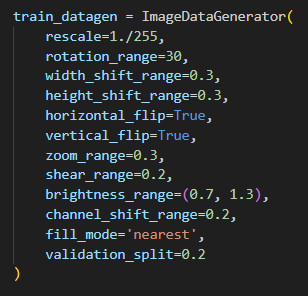 train_datagen = ImageDataGenerator(
    rescale=1./255,
    rotation_range=30,
    width_shift_range=0.3,
    height_shift_range=0.3,
    horizontal_flip=True,
    vertical_flip=True,
    zoom_range=0.3,
    shear_range=0.2,
    brightness_range=(0.7, 1.3),
    channel_shift_range=0.2,
    fill_mode='nearest',
    validation_split=0.2
)